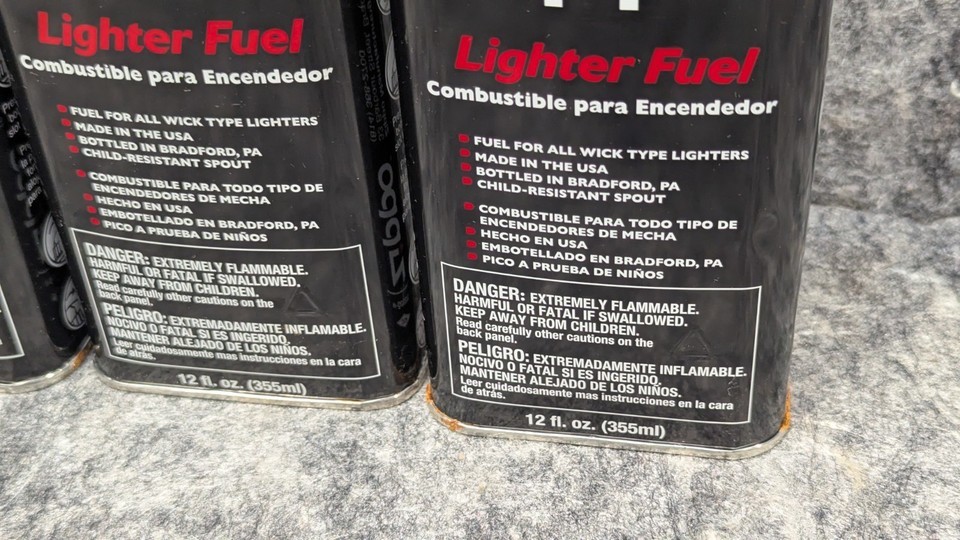 Lighter Fuel
Combustible para Encendedor
FUEL FOR ALL WICK TYPE LIGHTERS
MADE IN THE USA
BOTTLED IN BRADFORD, PA
CHILD-RESISTANT SPOUT
COMBUSTIBLE PARA TODO TIPO DE
ENCENDEDORES DE MECHA
HECHO EN USA
EMBOTELLADO EN BRADFORD, PA
PICO A PRUEBA DE NIÑOS
DANGER: EXTREMELY FLAMMABLE.
HARMFUL OR FATAL IF SWALLOWED.
KEEP AWAY FROM CHILDREN.
Read carefully other cautions on the
back panel.
PELIGRO: EXTREMADAMENTE INFLAMABLE.
NOCIVO O FATAL SI ES INGERIDO.
MANTENER ALEJADO DE LOS NIÑOS.
Leer cuidadosamente mas instrucciones en la cara
de atrás.
12 fl. oz. (355ml)
zippo
Lighter Fuel
Combustible para Encendedor
FUEL FOR ALL WICK TYPE LIGHTERS
MADE IN THE USA
BOTTLED IN BRADFORD, PA
CHILD-RESISTANT SPOUT
COMBUSTIBLE PARA TODO TIPO DE
ENCENDEDORES DE MECHA
HECHO EN USA
EMBOTELLADO EN BRADFORD, PA
PICO A PRUEBA DE NIÑOS
DANGER: EXTREMELY FLAMMABLE.
HARMFUL OR FATAL IF SWALLOWED.
KEEP AWAY FROM CHILDREN.
Read carefully other cautions on the
back panel.
PELIGRO: EXTREMADAMENTE INFLAMABLE.
NOCIVO O FATAL SI ES INGERIDO.
MANTENER ALEJADO DE LOS NIÑOS.
Leer cuidadosamente mas instrucciones en la cara
de atrás.
12 fl. oz. (355ml)